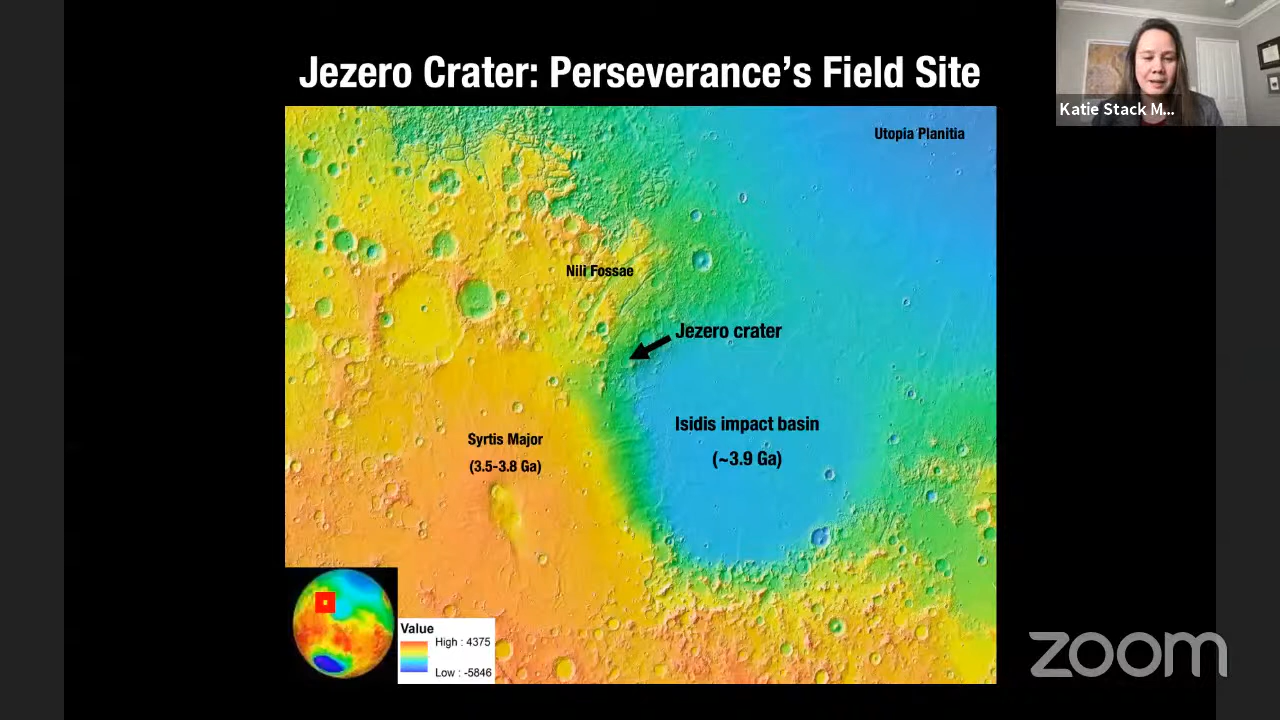 Jezero Crater: Perseverance's Field Site
Katie Stack M...
Utopia Planitia
Nili Fossae
Jezero crater
Isidis impact basin
(~3.9 Ga)
Syrtis Major
(3.5-3.8 Ga)
Value
High : 4375
Low : -5846
zoom